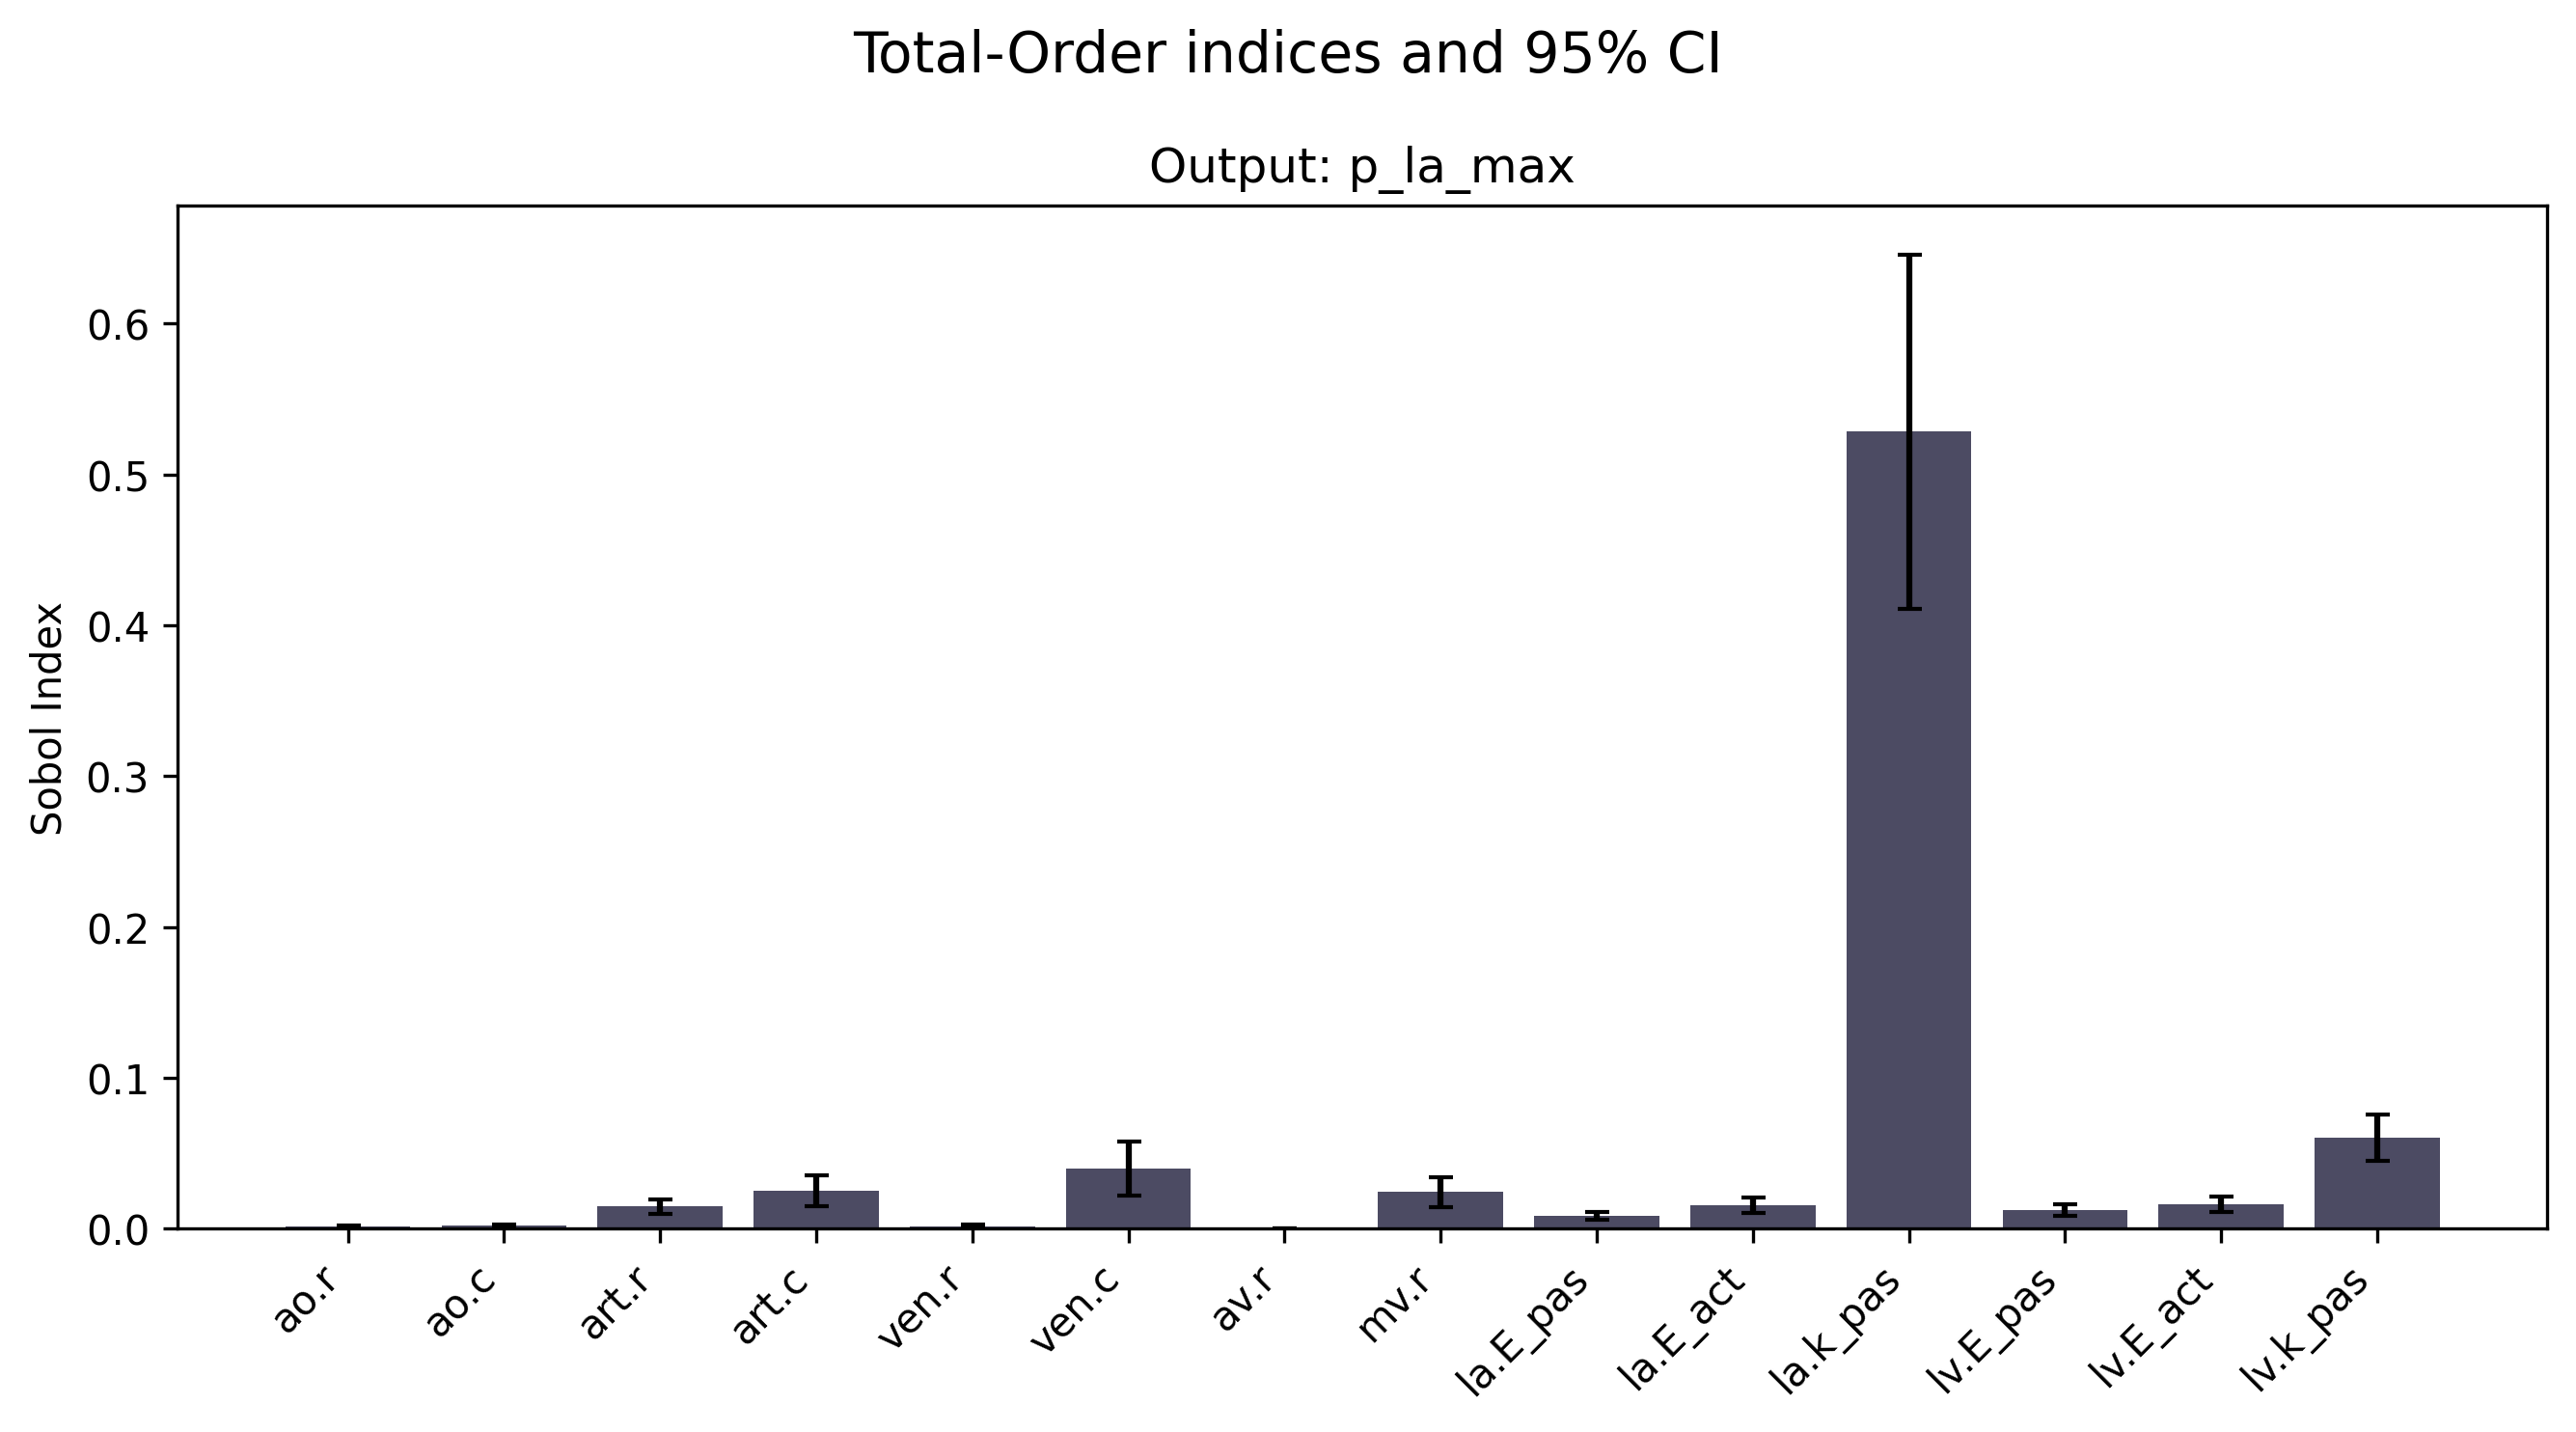 Total-Order indices and 95% CI
Output: p_la_max
Sobol Index
0.6
0.5
0.4
0.3
0.2
0.1
0.0
ao.r
ao.c
art.r
art.c
ven.r
ven.c
av.r
mv.r
la.E_pas
la.E_act
la.k_pas
lv.E_pas
lv.E_act
lv.k_pas